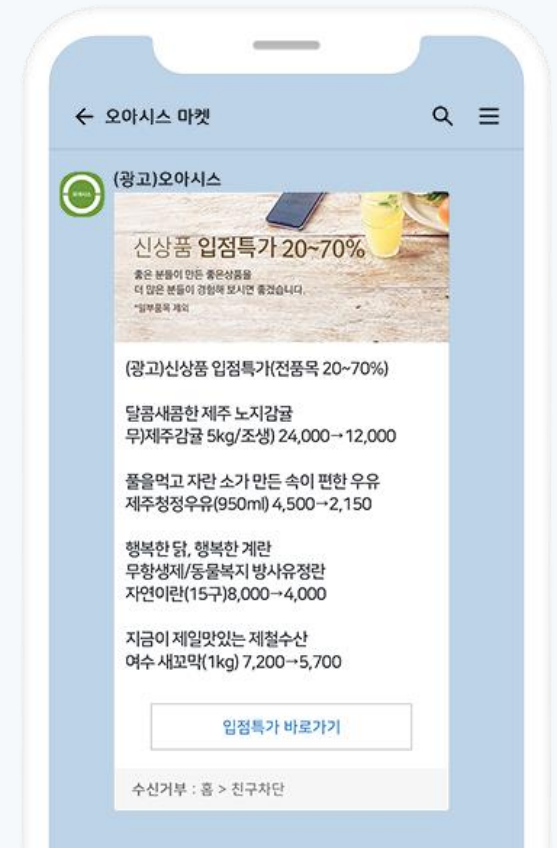 오아시스 마켓
(광고)오아시스
오아시스
신상품 입점특가 20~70%
좋은 분들이 만든 좋은상품을
더 많은 분들이 경험해 보시면 좋겠습니다.
*일부품목 제외
(광고)신상품 입점특가(전품목 20~70%)
달콤새콤한 제주 노지감귤
무)제주감귤 5kg/조생) 24,000→12,000
풀을먹고 자란 소가 만든 속이 편한 우유
제주청정우유(950ml) 4,500→2,150
행복한 닭, 행복한 계란
무항생제/동물복지 방사유정란
자연이란(15구)8,000→4,000
지금이 제일맛있는 제철수산
여수 새꼬막(1kg) 7,200→5,700
입점특가 바로가기
수신거부 : 홈 > 친구차단